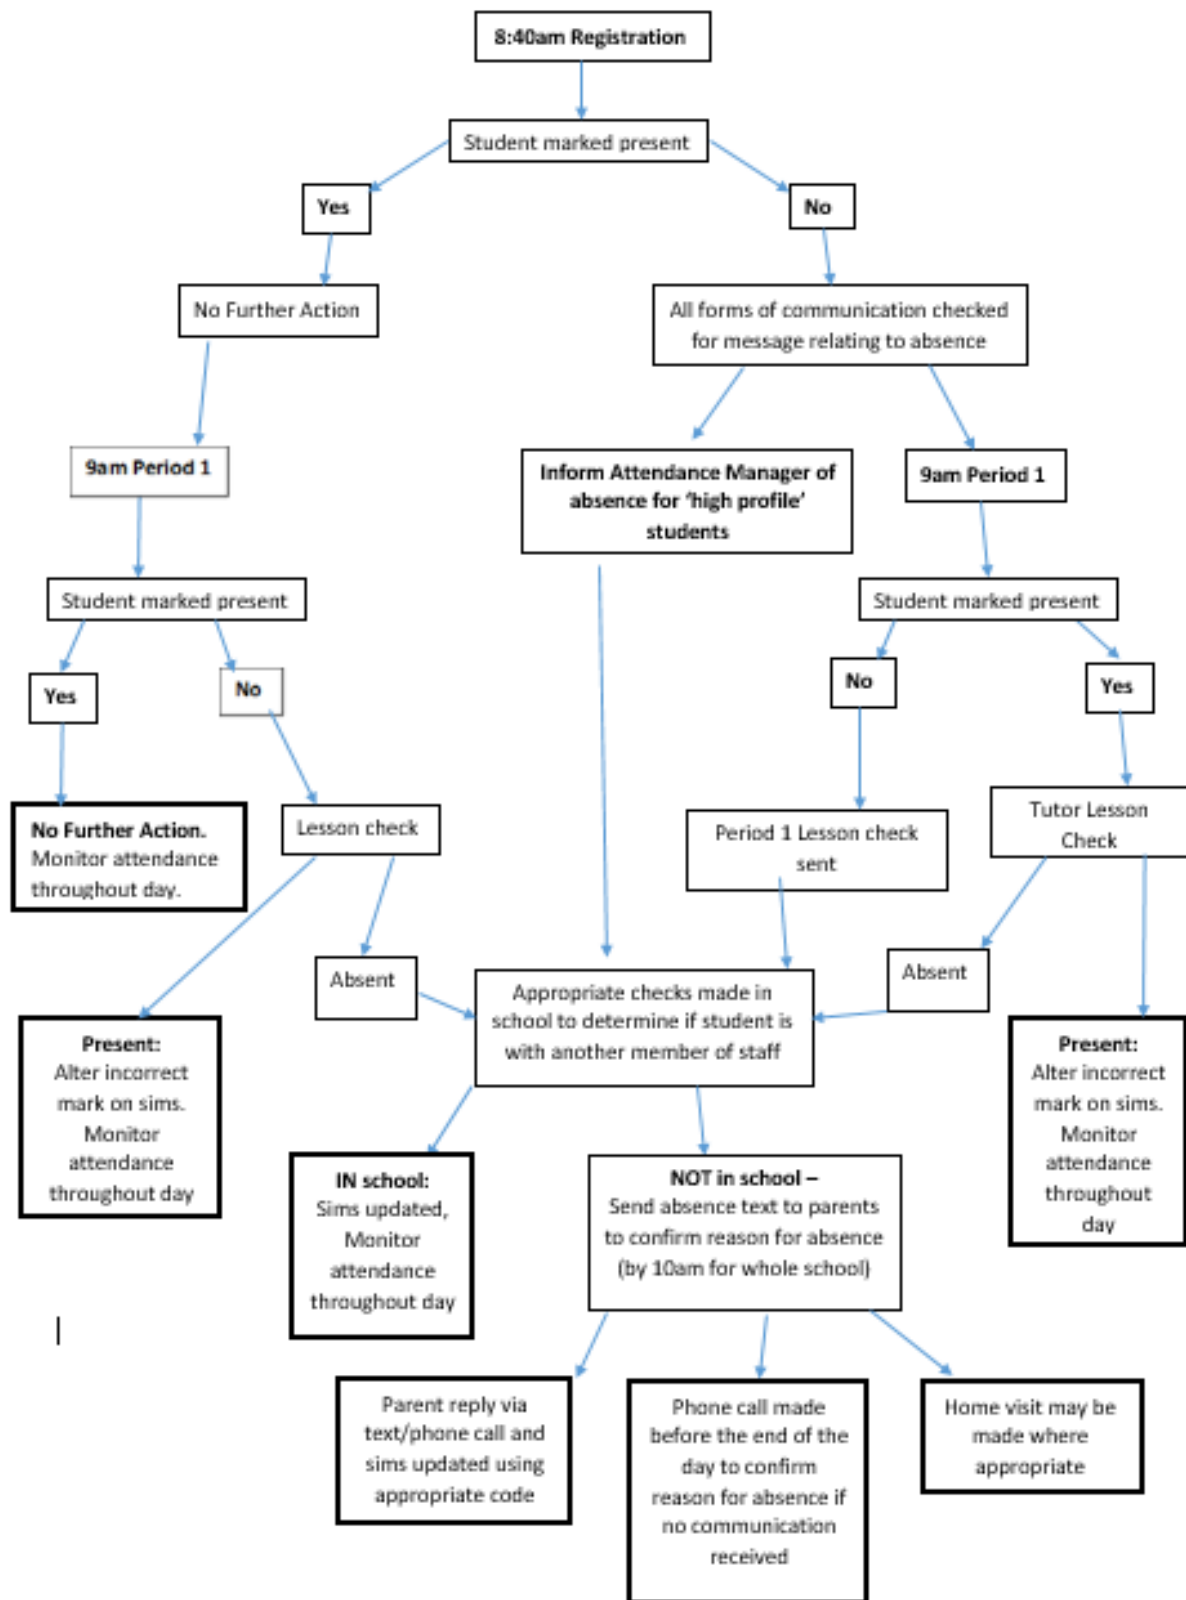 8:40am Registration
Student marked present
Yes
No
No Further Action
All forms of communication checked
for message relating to absence
9am Period 1
Inform Attendance Manager of
absence for 'high profile'
students
9am Period 1
Student marked present
Student marked present
Yes
No
No
Yes
No Further Action.
Monitor attendance
throughout day.
Lesson check
Period 1 Lesson check
sent
Tutor Lesson
Check
Absent
Absent
Appropriate checks made in
school to determine if student is
with another member of staff
Present:
Alter incorrect
mark on sims.
Monitor
attendance
throughout day
Present:
Alter incorrect
mark on sims.
Monitor
attendance
throughout
day
IN school:
Sims updated,
Monitor
attendance
throughout day
NOT in school –
Send absence text to parents
to confirm reason for absence
(by 10am for whole school)
Parent reply via
text/phone call and
sims updated using
appropriate code
Phone call made
before the end of the
day to confirm
reason for absence if
no communication
received
Home visit may be
made where
appropriate